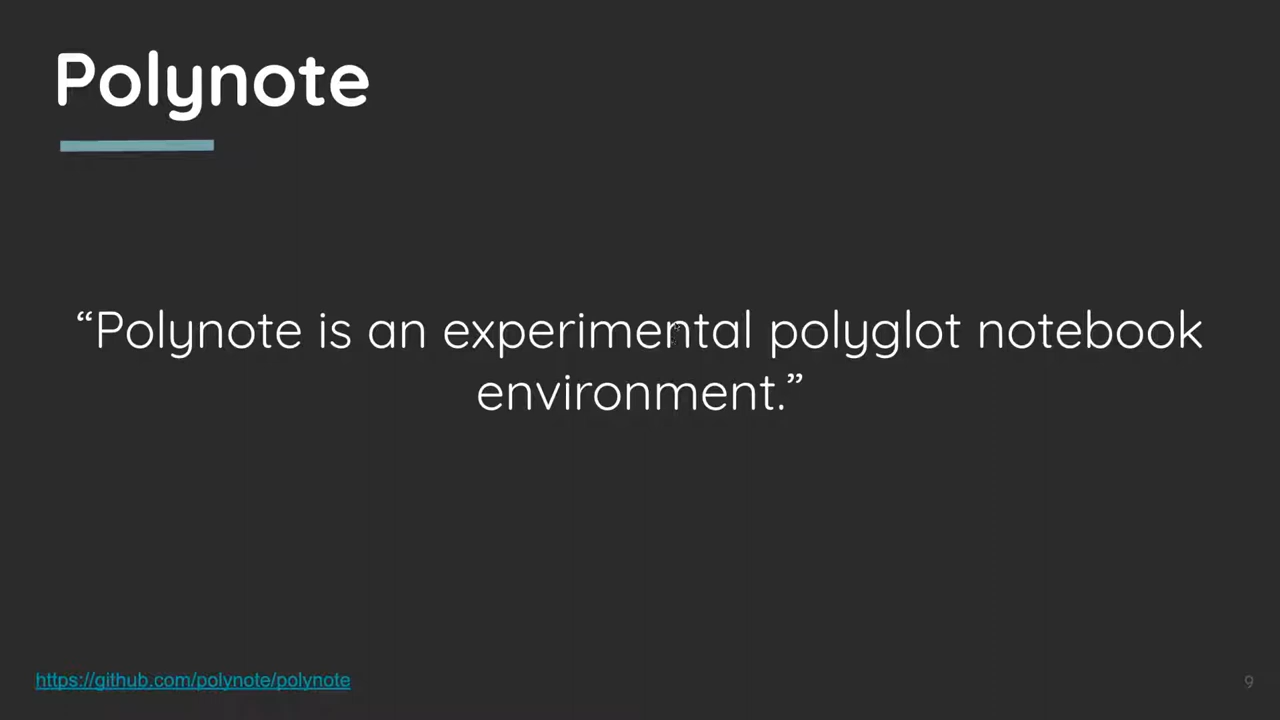 Polynote
“Polynote is an experimental polyglot notebook
environment.”
https://github.com/polynote/polynote
9